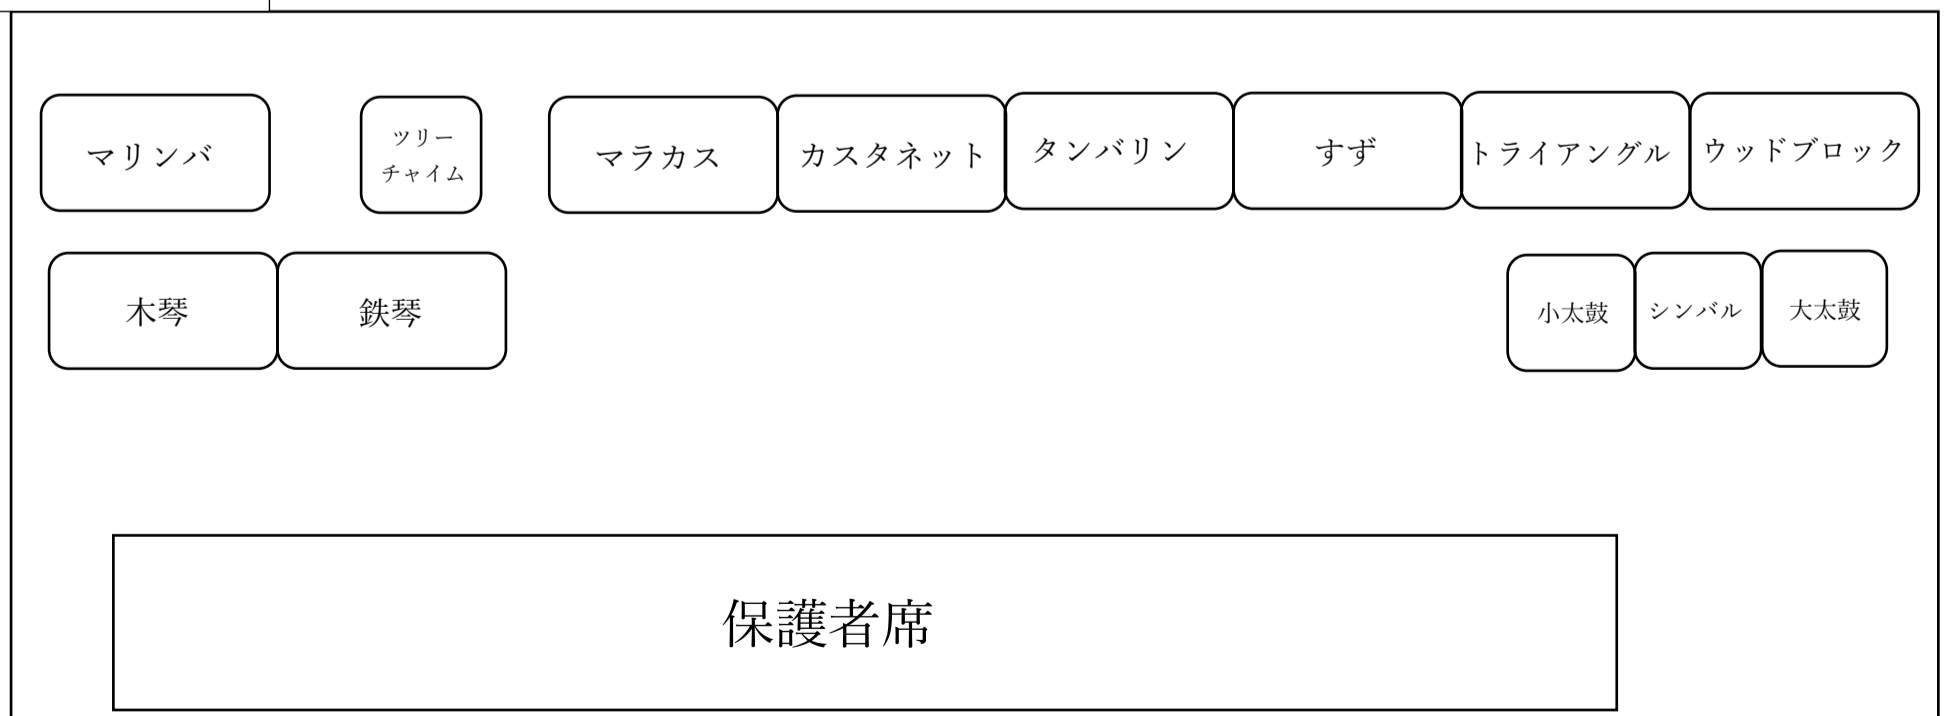 マリンバ
ツリー
チャイム
マラカス
カスタネット
タンバリン
すず
トライアングル
ウッドブロック
木琴
鉄琴
小太鼓
シンバル
大太鼓
保護者席